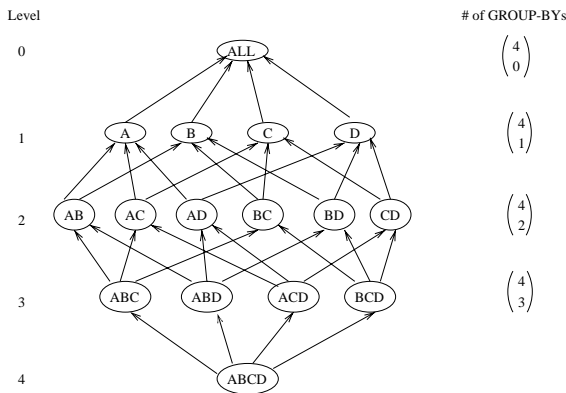 Level # of GROUP-BYs
0 ALL (4 0)
1 A B C D (4 1)
2 AB AC AD BC BD CD (4 2)
3 ABC ABD ACD BCD (4 3)
4 ABCD